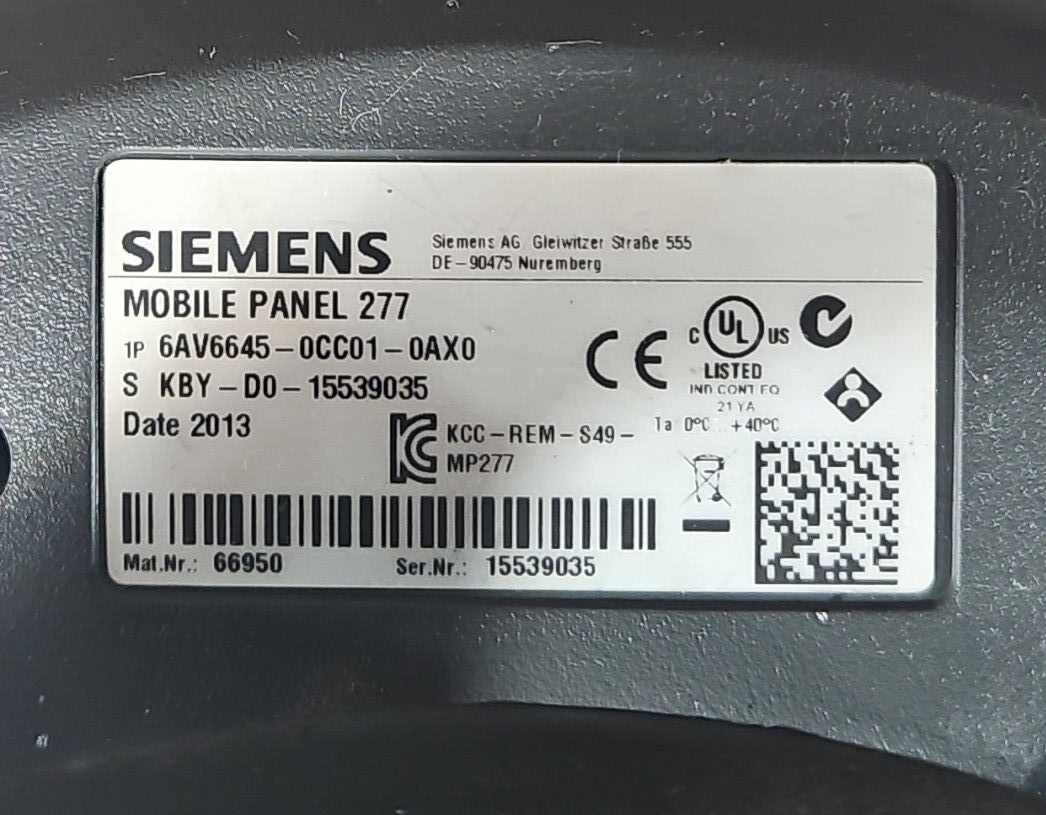 SIEMENS
Siemens AG Gleiwitzer Straße 555
DE-90475 Nuremberg
MOBILE PANEL 277
1P 6AV6645-0CC01-0AX0
S KBY-D0-15539035
Date 2013
KCC-REM-S49-
MP277
CE
C UL US
LISTED
IND CONT EQ
21 YA
Ta 0°C .. +40°C
Mat.Nr.: 66950
Ser.Nr.: 15539035